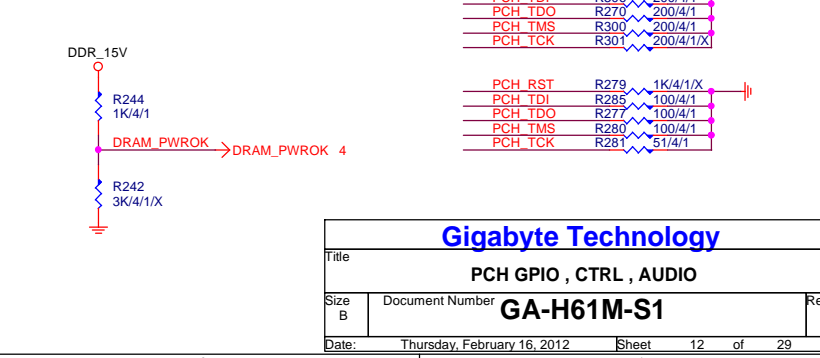 PCH_TDO R270 200/4/1
PCH_TMS R300 200/4/1
PCH_TCK R301 200/4/1/X
DDR_15V
R244
1K/4/1
DRAM_PWROK
DRAM_PWROK 4
R242
3K/4/1/X
PCH_RST R279 1K/4/1/X
PCH_TDI R285 100/4/1
PCH_TDO R277 100/4/1
PCH_TMS R280 100/4/1
PCH_TCK R281 51/4/1
Gigabyte Technology
Title
PCH GPIO , CTRL , AUDIO
Size Document Number GA-H61M-S1
B
Date: Thursday, February 16, 2012 Sheet 12 of 29